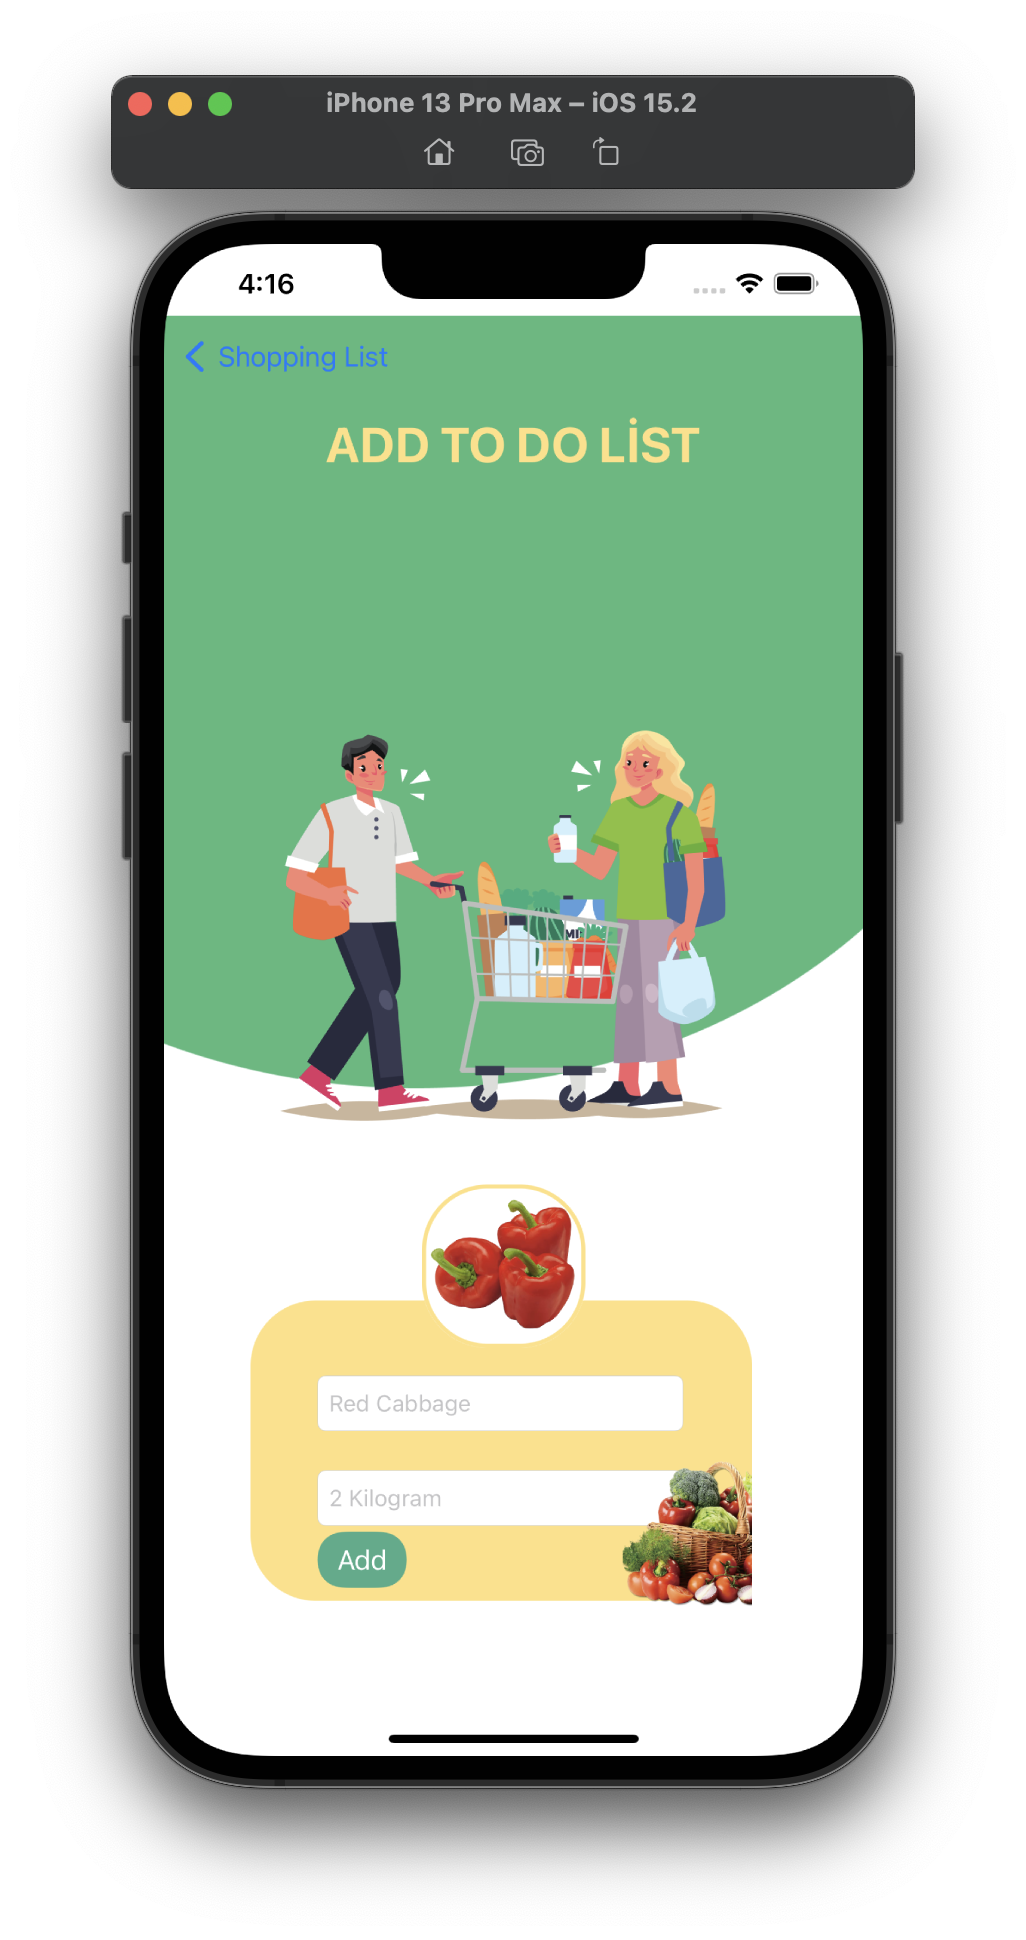 iPhone 13 Pro Max – iOS 15.2
4:16
Shopping List
ADD TO DO LİST
Red Cabbage
2 Kilogram
Add